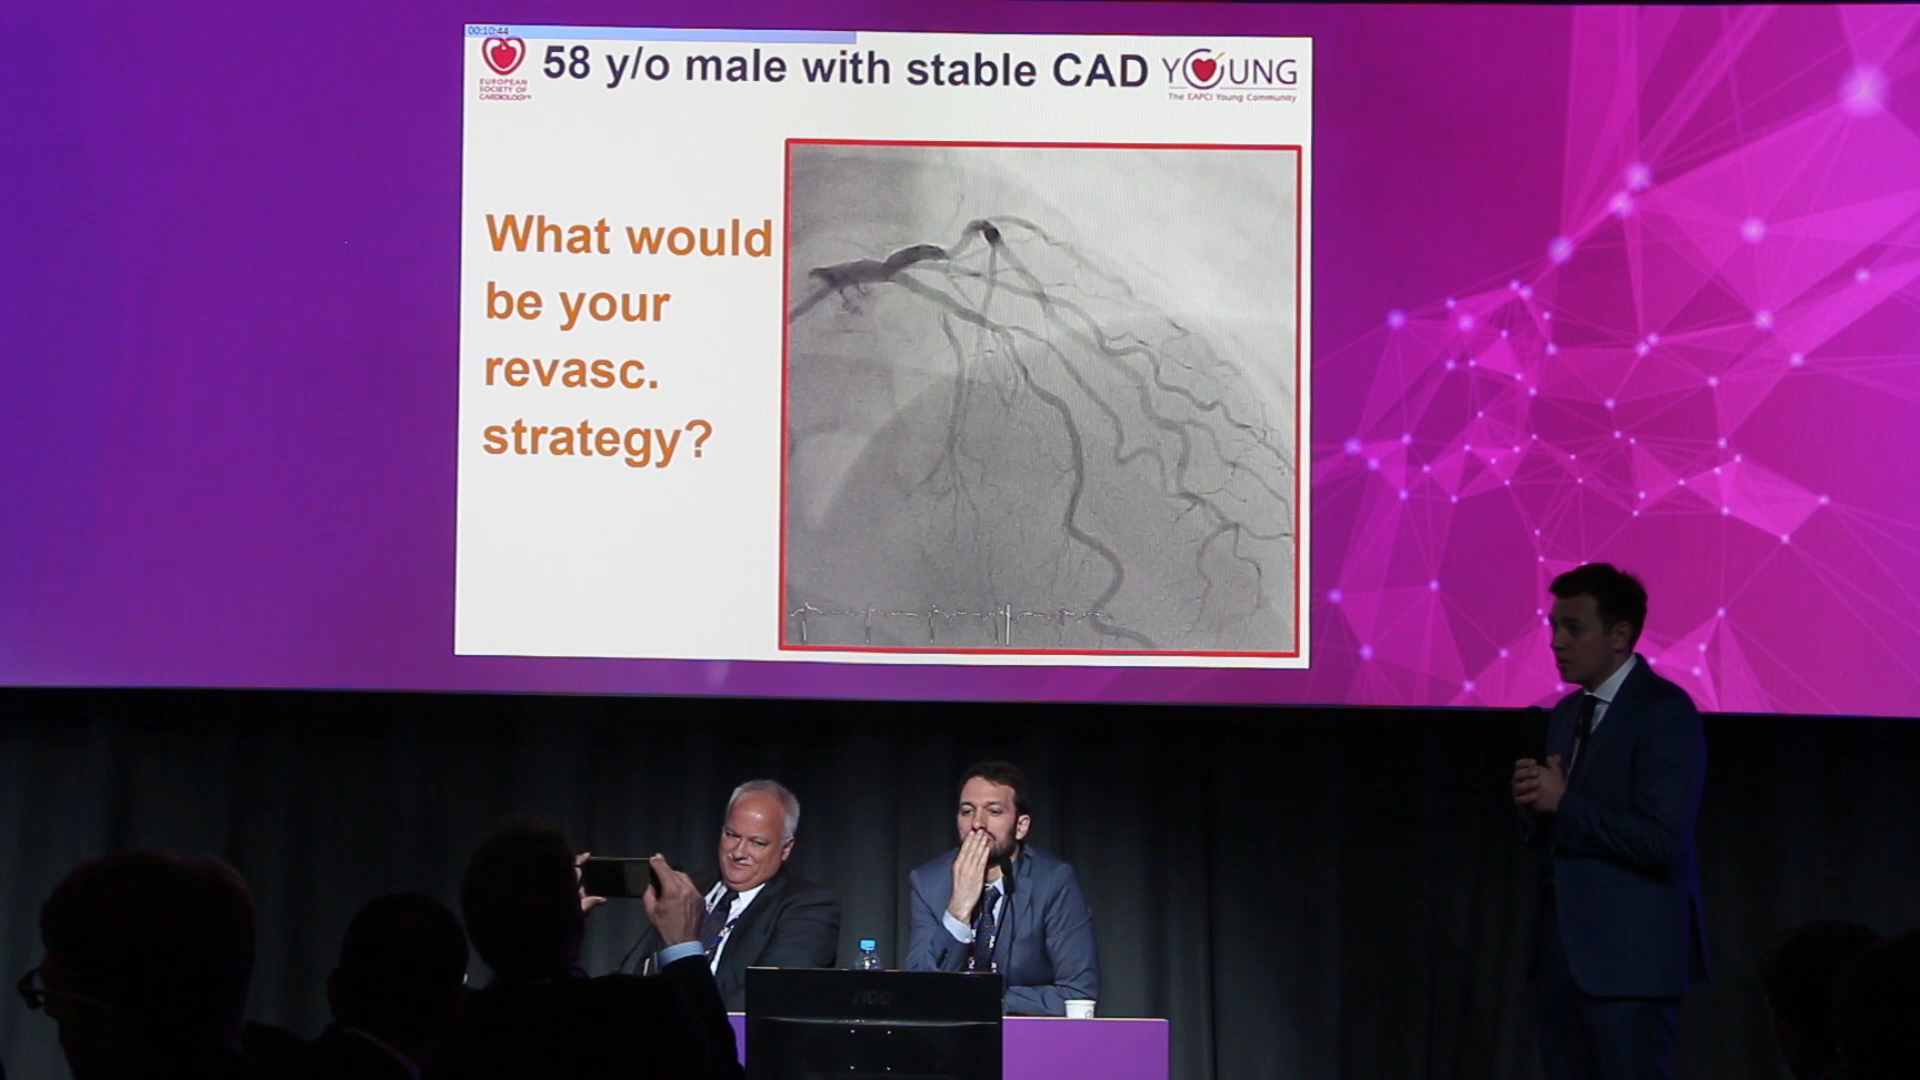 00:10:44
58 y/o male with stable CAD
EUROPEAN
SOCIETY OF
CARDIOLOGY®
YOUNG
The EAPCI Young Community
What would
be your
revasc.
strategy?